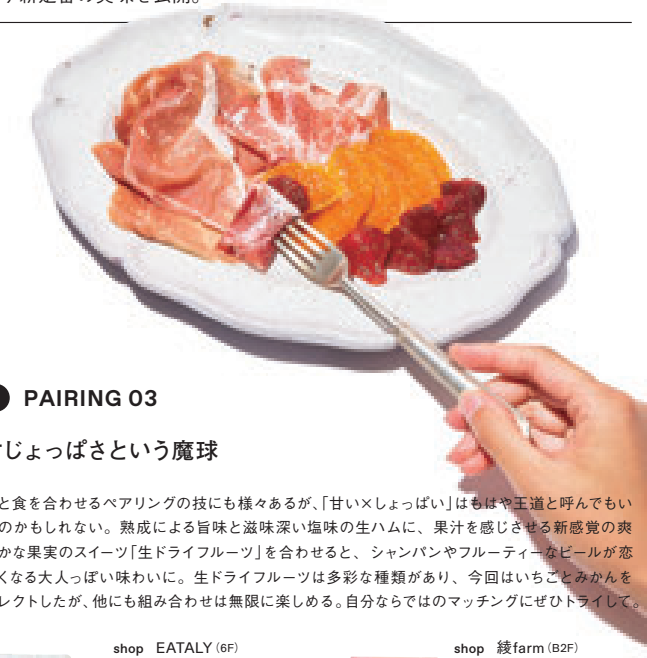 新定番の美味を公開。
PAIRING 03
じょっぱさという魔球
と食を合わせるペアリングの技にも様々あるが、「甘い×しょっぱい」はもはや王道と呼んでもい
のかもしれない。熟成による旨味と滋味深い塩味の生ハムに、果汁を感じさせる新感覚の爽
かな果実のスイーツ「生ドライフルーツ」を合わせると、シャンパンやフルーティーなビールが恋
くなる大人っぽい味わいに。生ドライフルーツは多彩な種類があり、今回はいちごとみかんを
レクトしたが、他にも組み合わせは無限に楽しめる。自分ならではのマッチングにぜひトライして。
shop EATALY (6F)
shop 綾farm (B2F)